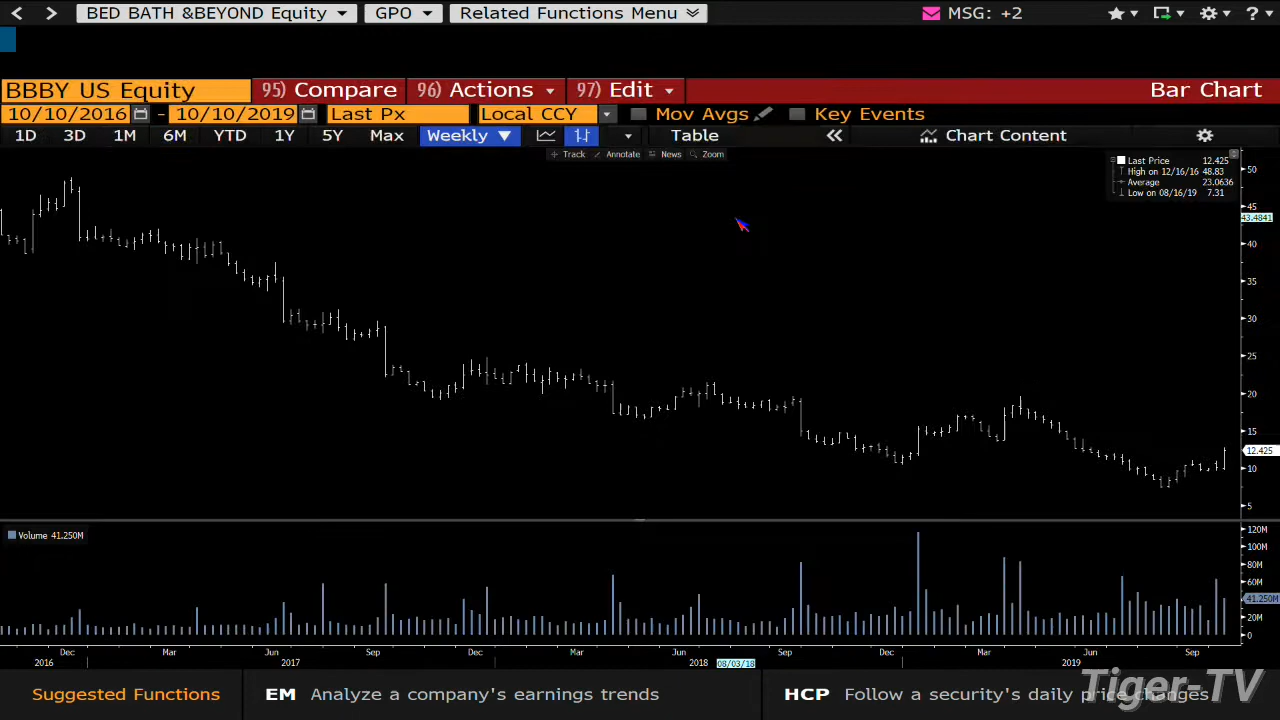 BED BATH &BEYOND Equity GPO Related Functions Menu MSG: +2 ?
BBBY US Equity 95) Compare 96) Actions 97) Edit Bar Chart
10/10/2016 - 10/10/2019 Last Px Local CCY Mov Avgs Key Events
1D 3D 1M 6M YTD 1Y 5Y Max Weekly Table Chart Content
Track Annotate News Zoom
Last Price 12.425
High on 12/16/16 48.83
Average 23.0636
Low on 08/16/19 7.31
50
45
43.4841
40
35
30
25
20
15
12.425
10
5
Volume 41.250M
120M
100M
80M
60M
41.250M
20M
0
Dec Mar Jun Sep Dec Mar Jun Sep Dec Mar Jun Sep
2016 2017 2018 08/03/18 2019
Suggested Functions EM Analyze a company's earnings trends HCP Follow a security's daily price changes
Tiger-TV